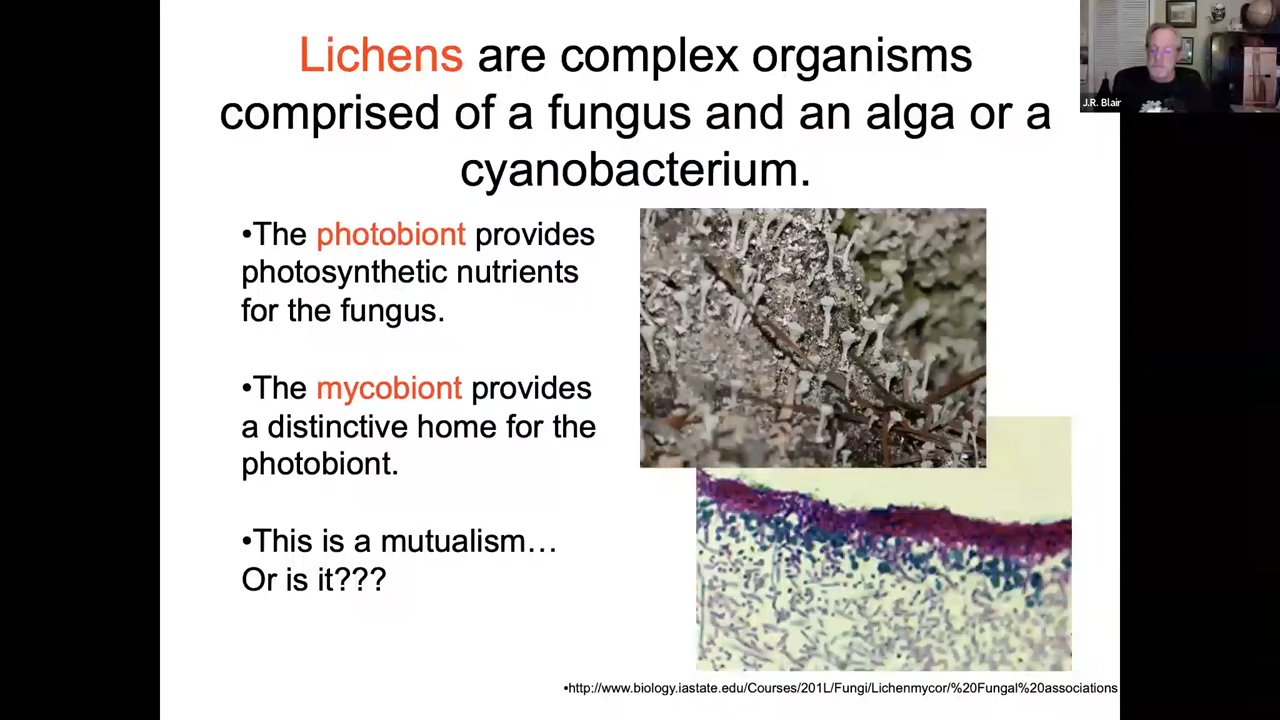 Lichens are complex organisms
comprised of a fungus and an alga or a
cyanobacterium.
•The photobiont provides
photosynthetic nutrients
for the fungus.
•The mycobiont provides
a distinctive home for the
photobiont.
•This is a mutualism…
Or is it???
•http://www.biology.iastate.edu/Courses/201L/Fungi/Lichenmycor/%20Fungal%20associations
J.R. Blair